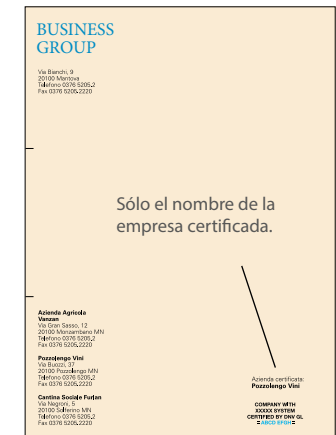 BUSINESS
GROUP
Via Bianchi, 9
20100 Mantova
Telefono 0376 5205.2
Fax 0376 5205.2220
Sólo el nombre de la
empresa certificada.
Azienda Agricola
Vanzan
Via Gran Sasso, 12
20100 Monzambano MN
Telefono 0376 5205.2
Fax 0376 5205.2220
Pozzolengo Vini
Via Buozzi, 37
20100 Pozzolengo MN
Telefono 0376 5205.2
Fax 0376 5205.2220
Cantina Sociale Furlan
Via Negroni, 5
20100 Solferino MN
Telefono 0376 5205.2
Fax 0376 5205.2220
Azienda certificata:
Pozzolengo Vini
COMPANY WITH
XXXXX SYSTEM
CERTIFIED BY DNV GL
=ABCD EFGH=